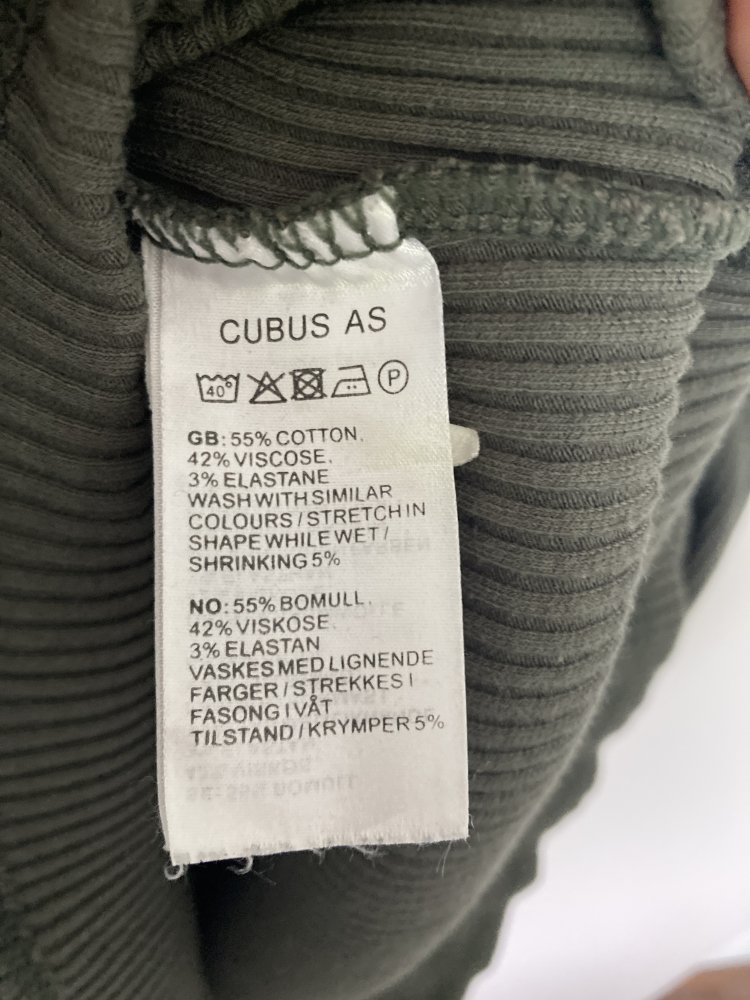 CUBUS AS
40° P
GB: 55% COTTON,
42% VISCOSE,
3% ELASTANE
WASH WITH SIMILAR
COLOURS / STRETCH IN
SHAPE WHILE WET /
SHRINKING 5%
NO: 55% BOMULL,
42% VISKOSE,
3% ELASTAN
VASKES MED LIGNENDE
FARGER / STREKKES I
FASONG I VÅT
TILSTAND / KRYMPER 5%